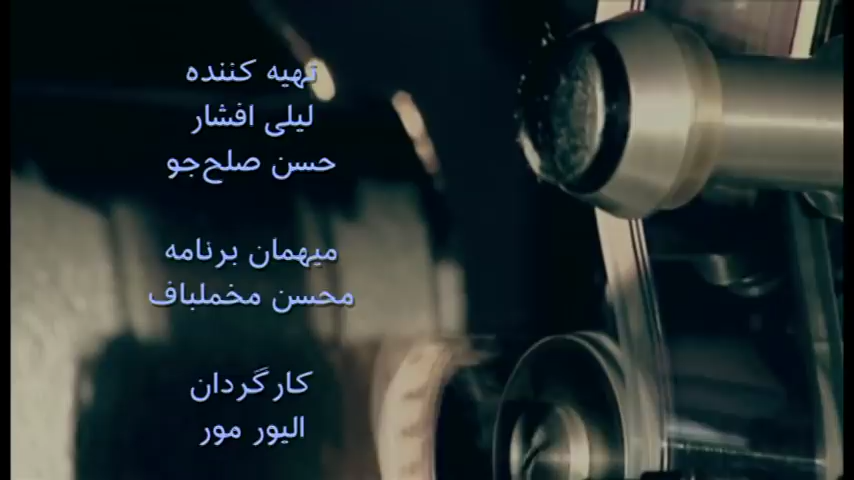 تهیه کننده
لیلی افشار
حسن صلح‌جو
میهمان برنامه
محسن مخملباف
کارگردان
الیور مور